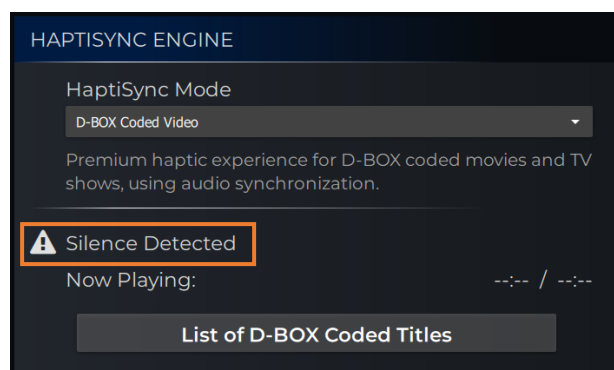 HAPTISYNC ENGINE
HaptiSync Mode
D-BOX Coded Video
Premium haptic experience for D-BOX coded movies and TV
shows, using audio synchronization.
Silence Detected
Now Playing: --:-- / --:--
List of D-BOX Coded Titles